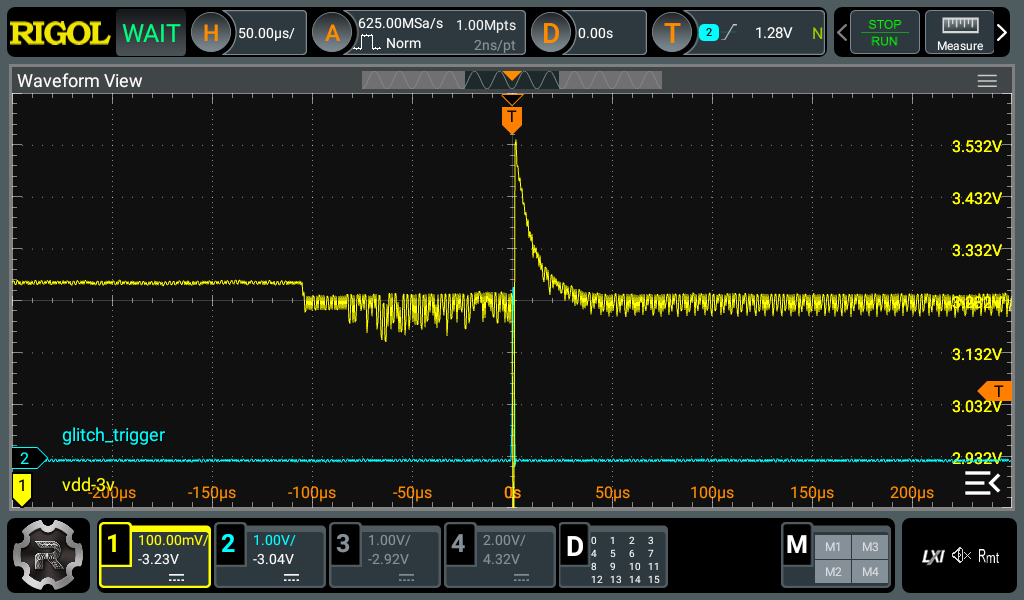 RIGOL WAIT H 50.00µs/ A 625.00MSa/s 1.00Mpts D 0.00s T 2 1.28V N STOP
Norm 2ns/pt RUN Measure
Waveform View
T
3.532V
3.432V
3.332V
3.232V
3.132V
T
3.032V
glitch_trigger
2 2.932V
1 vdd-3v
-200µs -150µs -100µs -50µs 0s 50µs 100µs 150µs 200µs
R 1 100.00mV/ 2 1.00V/ 3 1.00V/ 4 2.00V/ D 0 1 2 3 M M1 M3
-3.23V -3.04V -2.92V 4.32V 4 5 6 7 LXI Rmt
8 9 10 11 M2 M4
12 13 14 15